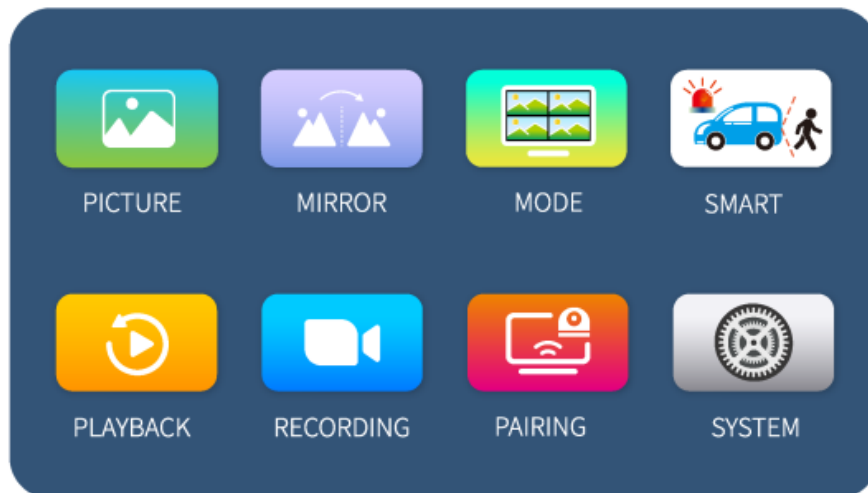 PICTURE
MIRROR
MODE
SMART
PLAYBACK
RECORDING
PAIRING
SYSTEM